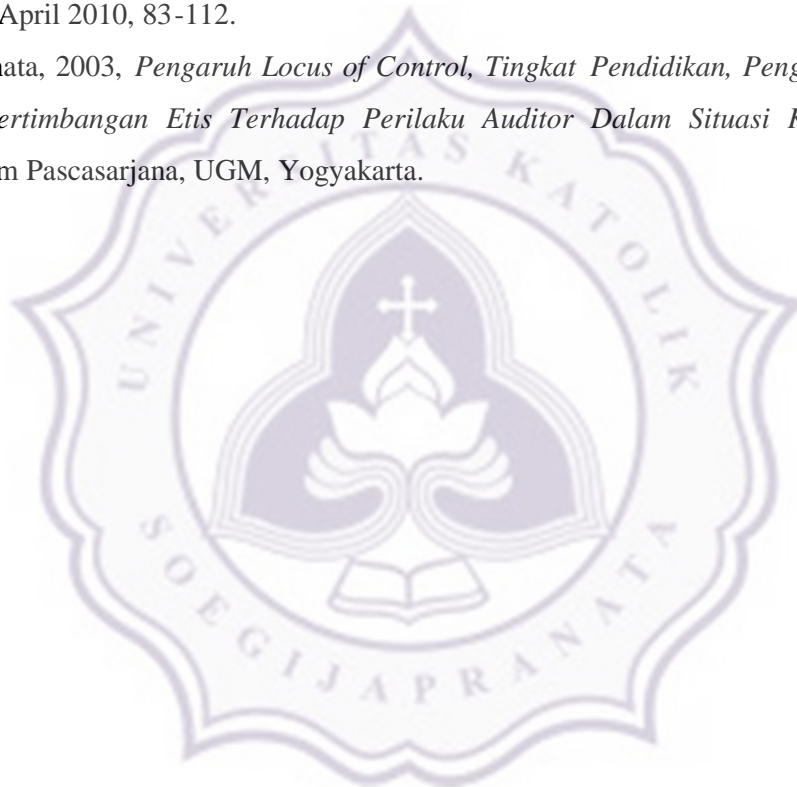 April 2010, 83-112.
nata, 2003, Pengaruh Locus of Control, Tingkat Pendidikan, Peng
ertimbangan Etis Terhadap Perilaku Auditor Dalam Situasi K
m Pascasarjana, UGM, Yogyakarta.
UNIVERSITAS KATOLIK
SOEGIJAPRANATA